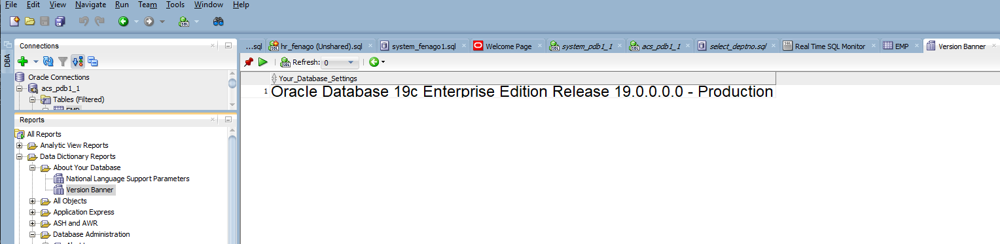 File Edit View Navigate Run Team Tools Window Help
DBA
Connections
Oracle Connections
acs_pdb1_1
Tables (Filtered)
EMP
Reports
All Reports
Analytic View Reports
Data Dictionary Reports
About Your Database
National Language Support Parameters
Version Banner
All Objects
Application Express
ASH and AWR
Database Administration
...sql hr_fenago (Unshared).sql system_fenago1.sql Welcome Page system_pdb1_1 acs_pdb1_1 select_deptno.sql Real Time SQL Monitor EMP Version Banner
Refresh: 0
Your_Database_Settings
1 Oracle Database 19c Enterprise Edition Release 19.0.0.0.0 - Production